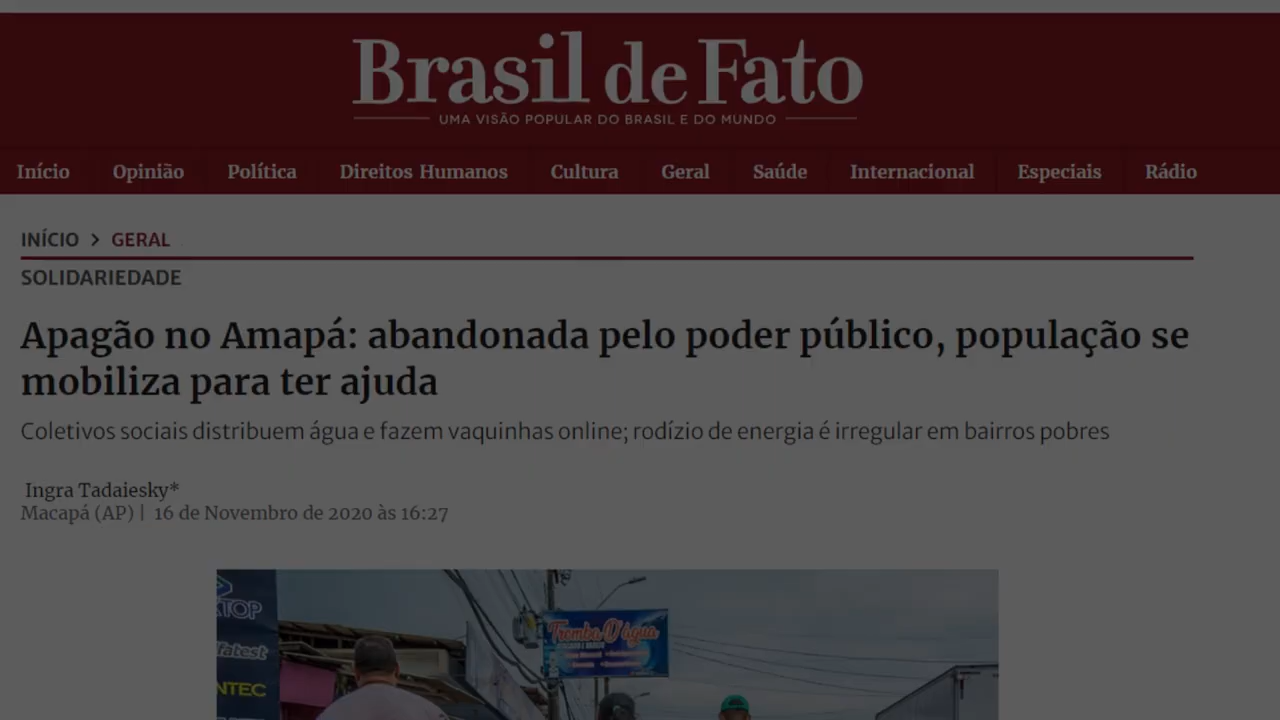 Brasil de Fato
UMA VISÃO POPULAR DO BRASIL E DO MUNDO
Início Opinião Política Direitos Humanos Cultura Geral Saúde Internacional Especiais Rádio
INÍCIO > GERAL
SOLIDARIEDADE
Apagão no Amapá: abandonada pelo poder público, população se
mobiliza para ter ajuda
Coletivos sociais distribuem água e fazem vaquinhas online; rodízio de energia é irregular em bairros pobres
Ingra Tadaiesky*
Macapá (AP) | 16 de Novembro de 2020 às 16:27
Tromba D'água